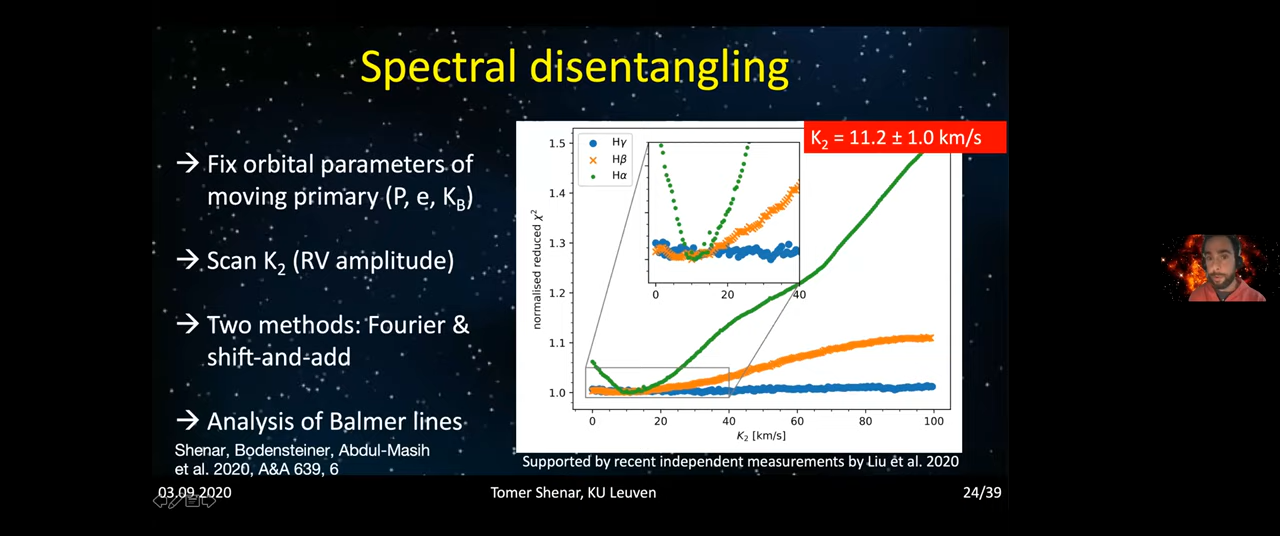 Spectral disentangling
→ Fix orbital parameters of
moving primary (P, e, K_B)
→ Scan K₂ (RV amplitude)
→ Two methods: Fourier &
shift-and-add
→ Analysis of Balmer lines
Shenar, Bodensteiner, Abdul-Masih
et al. 2020, A&A 639, 6
K₂ = 11.2 ± 1.0 km/s
Hγ
Hβ
Hα
normalised reduced χ²
1.5
1.4
1.3
1.2
1.1
1.0
0 20 40
0 20 40 60 80 100
K₂ [km/s]
Supported by recent independent measurements by Liu et al. 2020
03.09.2020
Tomer Shenar, KU Leuven
24/39